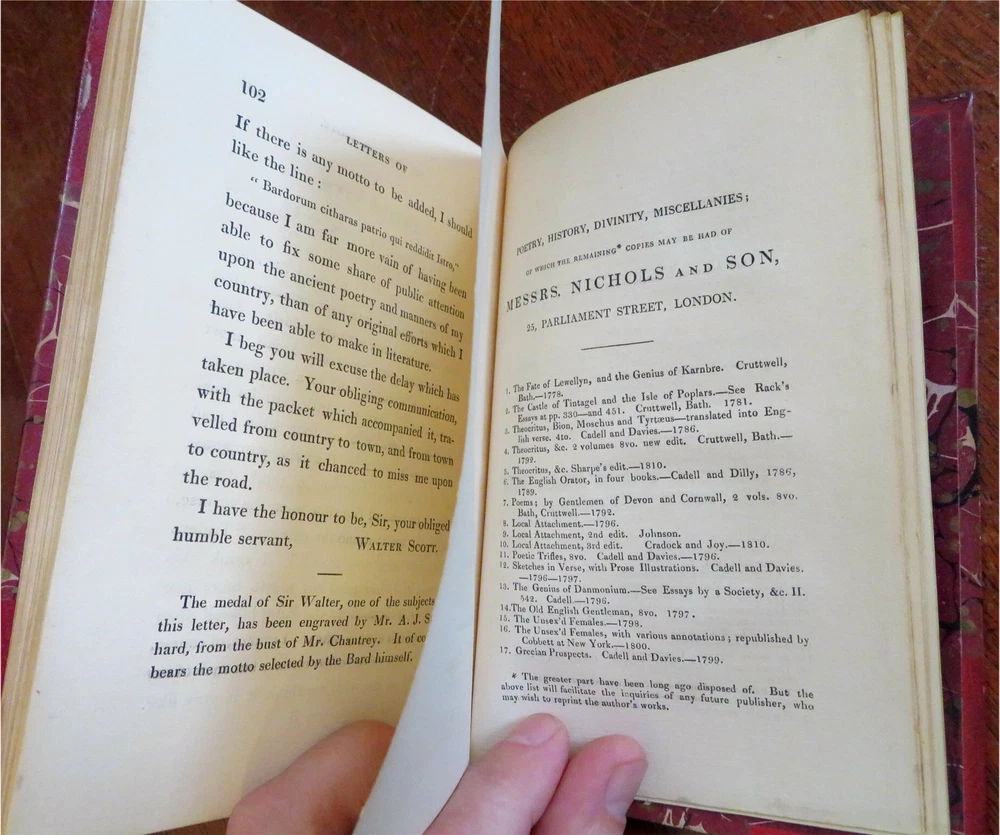 102
LETTERS OF
If there is any motto to be added, I should
like the line:
"Bardorum citharas patrio qui reddidit Istro,"
because I am far more vain of having been
able to fix some share of public attention
upon the ancient poetry and manners of my
country, than of any original efforts which I
have been able to make in literature.
I beg you will excuse the delay which has
taken place. Your obliging communication,
with the packet which accompanied it, tra-
velled from country to town, and from town
to country, as it chanced to miss me upon
the road.
I have the honour to be, Sir, your obliged
humble servant, WALTER SCOTT.
The medal of Sir Walter, one of the subjects
this letter, has been engraved by Mr. A. J. S
hard, from the bust of Mr. Chantrey. It of co
bears the motto selected by the Bard himself.
POETRY, HISTORY, DIVINITY, MISCELLANIES;
OF WHICH THE REMAINING* COPIES MAY BE HAD OF
MESSRS. NICHOLS AND SON,
25, PARLIAMENT STREET, LONDON.
1. The Fate of Lewellyn, and the Genius of Karnbre. Cruttwell,
Bath.—1778.
2. The Castle of Tintagel and the Isle of Poplars.—See Rack's
Essays at pp. 330—and 451. Cruttwell, Bath. 1781.
3. Theocritus, Bion, Moschus and Tyrtæus—translated into Eng-
lish verse. 4to. Cadell and Davies—1786.
4. Theocritus, &c. 2 volumes 8vo. new edit. Cruttwell, Bath.—
1792.
5. Theocritus, &c. Sharpe's edit.—1810.
6. The English Orator, in four books.—Cadell and Dilly, 1786,
1789.
7. Poems; by Gentlemen of Devon and Cornwall, 2 vols. 8vo.
Bath, Cruttwell.—1792.
8. Local Attachment.—1796.
9. Local Attachment, 2nd edit. Johnson.
10. Local Attachment, 3rd edit. Cradock and Joy.—1810.
11. Poetic Trifles, 8vo. Cadell and Davies.—1796.
12. Sketches in Verse, with Prose Illustrations. Cadell and Davies.
—1796—1797.
13. The Genius of Danmonium.—See Essays by a Society, &c. II.
542. Cadell.—1796.
14. The Old English Gentleman, 8vo. 1797.
15. The Unsex'd Females.—1798.
16. The Unsex'd Females, with various annotations; republished by
Cobbett at New York.—1800.
17. Grecian Prospects. Cadell and Davies.—1799.
* The greater part have been long ago disposed of. But the
above list will facilitate the inquiries of any future publisher, who
may wish to reprint the author's works.